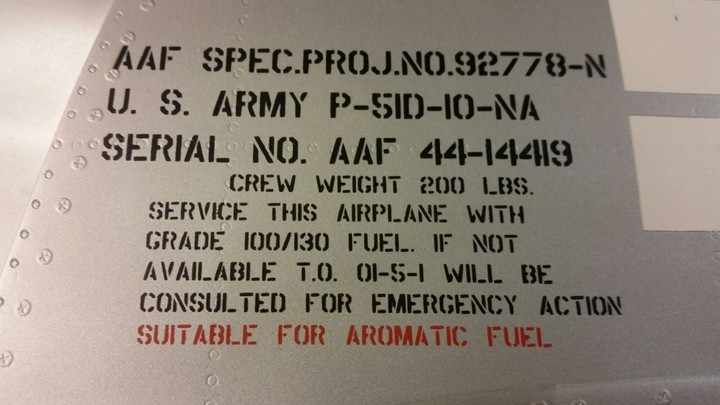 AAF SPEC.PROJ.NO.92778-N
U. S. ARMY P-51D-10-NA
SERIAL NO. AAF 44-14419
CREW WEIGHT 200 LBS.
SERVICE THIS AIRPLANE WITH
GRADE 100/130 FUEL. IF NOT
AVAILABLE T.O. 01-5-1 WILL BE
CONSULTED FOR EMERGENCY ACTION
SUITABLE FOR AROMATIC FUEL